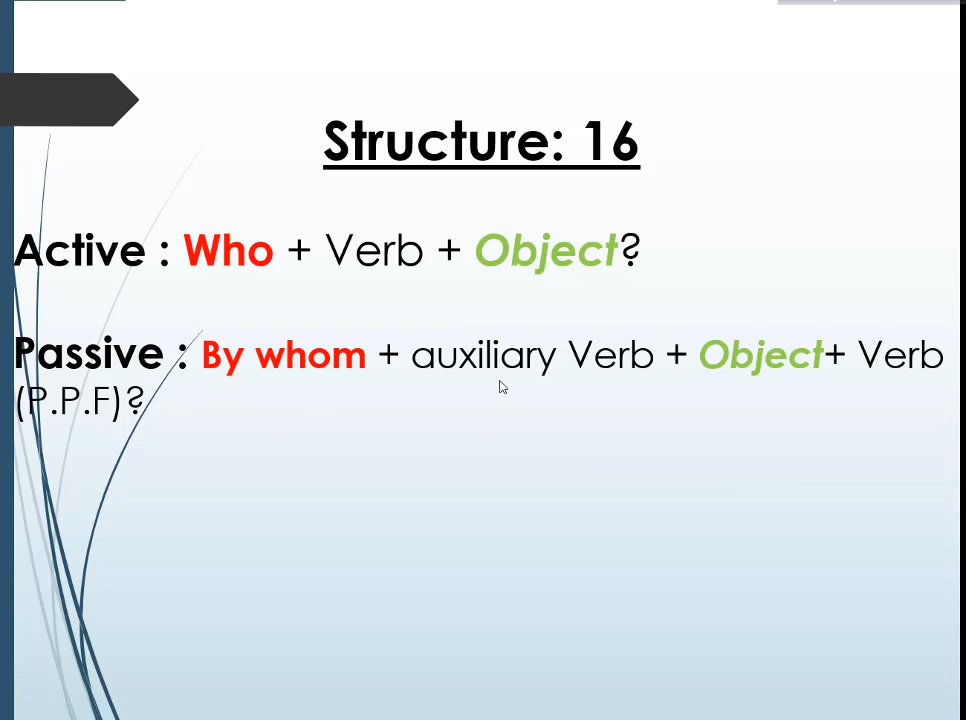 Structure: 16
Active : Who + Verb + Object?
Passive : By whom + auxiliary Verb + Object+ Verb
(P.P.F)?